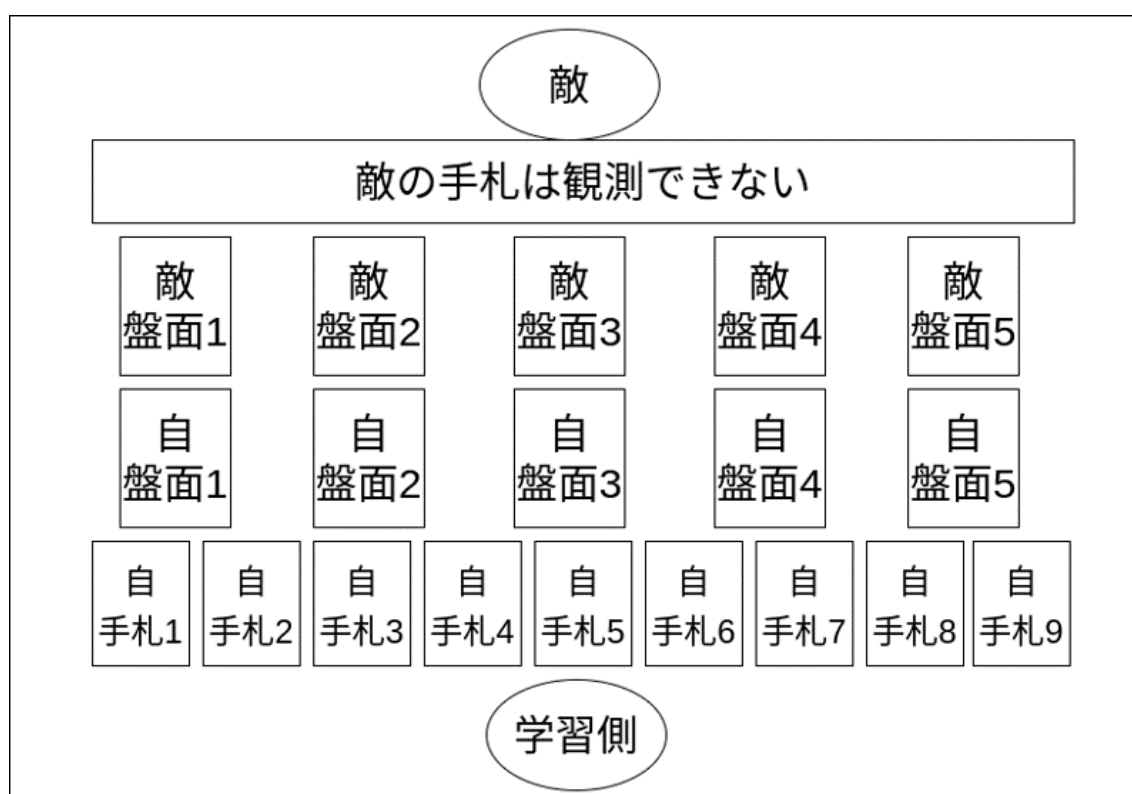 敵
敵の手札は観測できない
敵
盤面1
敵
盤面2
敵
盤面3
敵
盤面4
敵
盤面5
自
盤面1
自
盤面2
自
盤面3
自
盤面4
自
盤面5
自
手札1
自
手札2
自
手札3
自
手札4
自
手札5
自
手札6
自
手札7
自
手札8
自
手札9
学習側